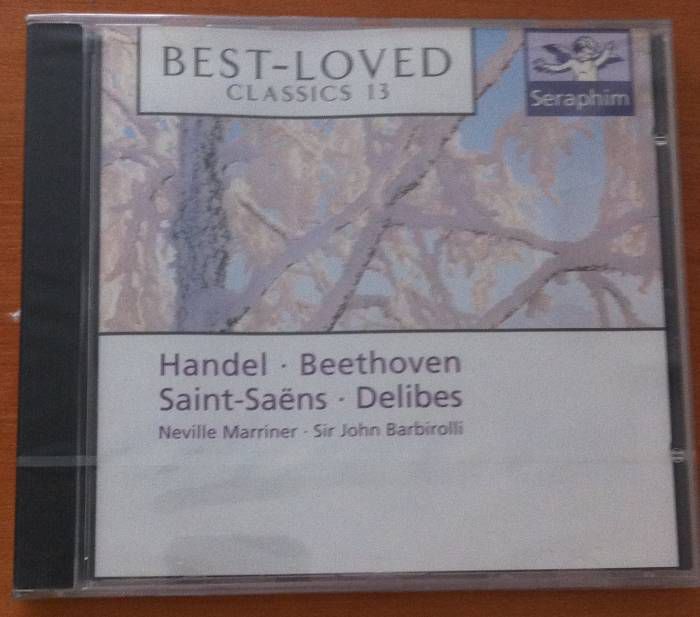 BEST-LOVED
CLASSICS 13
Seraphim
Handel · Beethoven
Saint-Saëns · Delibes
Neville Marriner · Sir John Barbirolli